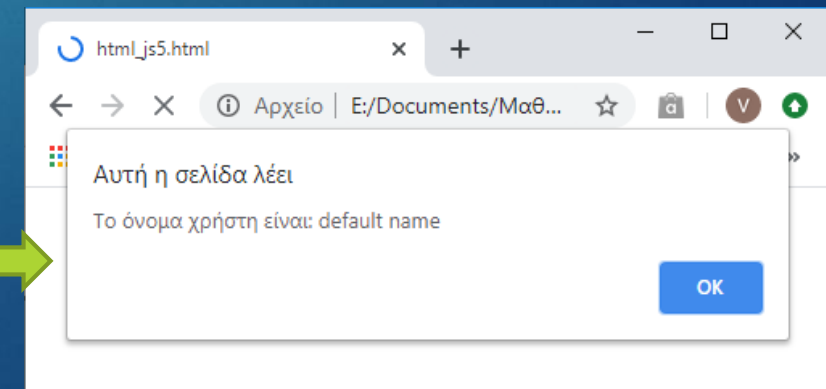 html_js5.html
Αρχείο | E:/Documents/Μαθ...
V
Αυτή η σελίδα λέει
Το όνομα χρήστη είναι: default name
OK